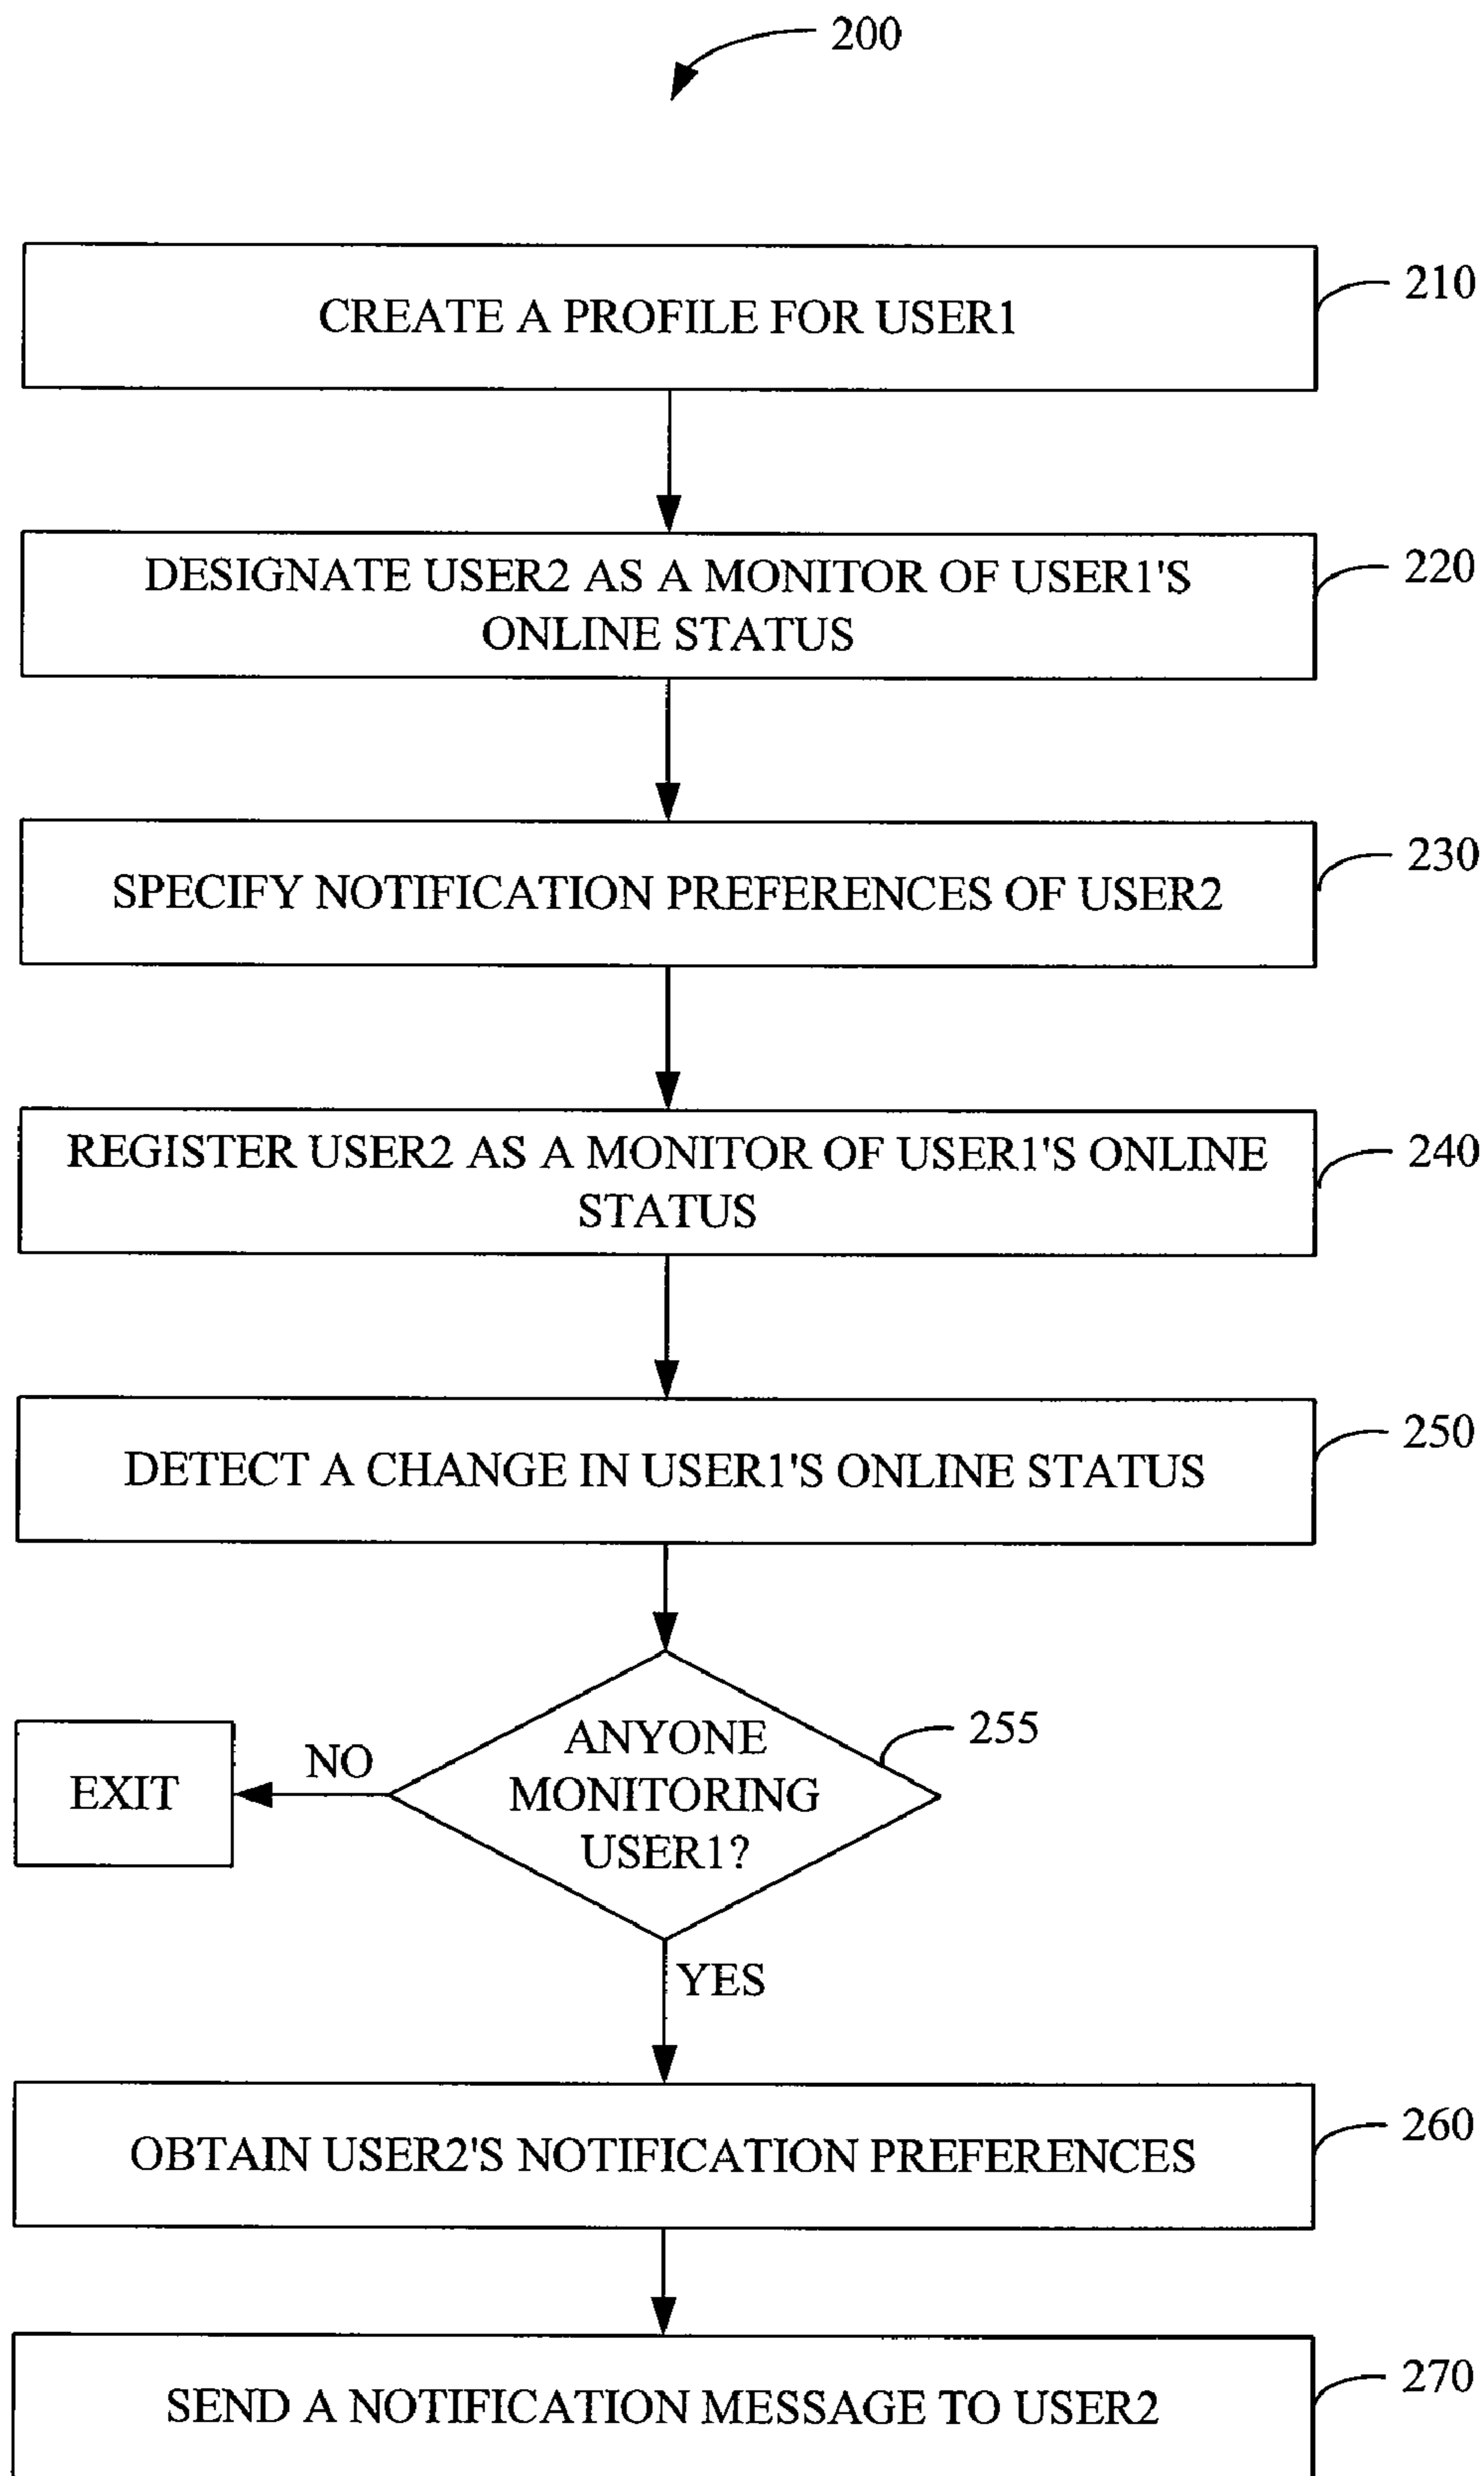 200
CREATE A PROFILE FOR USER1
210
DESIGNATE USER2 AS A MONITOR OF USER1'S
ONLINE STATUS
220
SPECIFY NOTIFICATION PREFERENCES OF USER2
230
REGISTER USER2 AS A MONITOR OF USER1'S ONLINE
STATUS
240
DETECT A CHANGE IN USER1'S ONLINE STATUS
250
ANYONE
MONITORING
USER1?
255
NO
EXIT
YES
OBTAIN USER2'S NOTIFICATION PREFERENCES
260
SEND A NOTIFICATION MESSAGE TO USER2
270